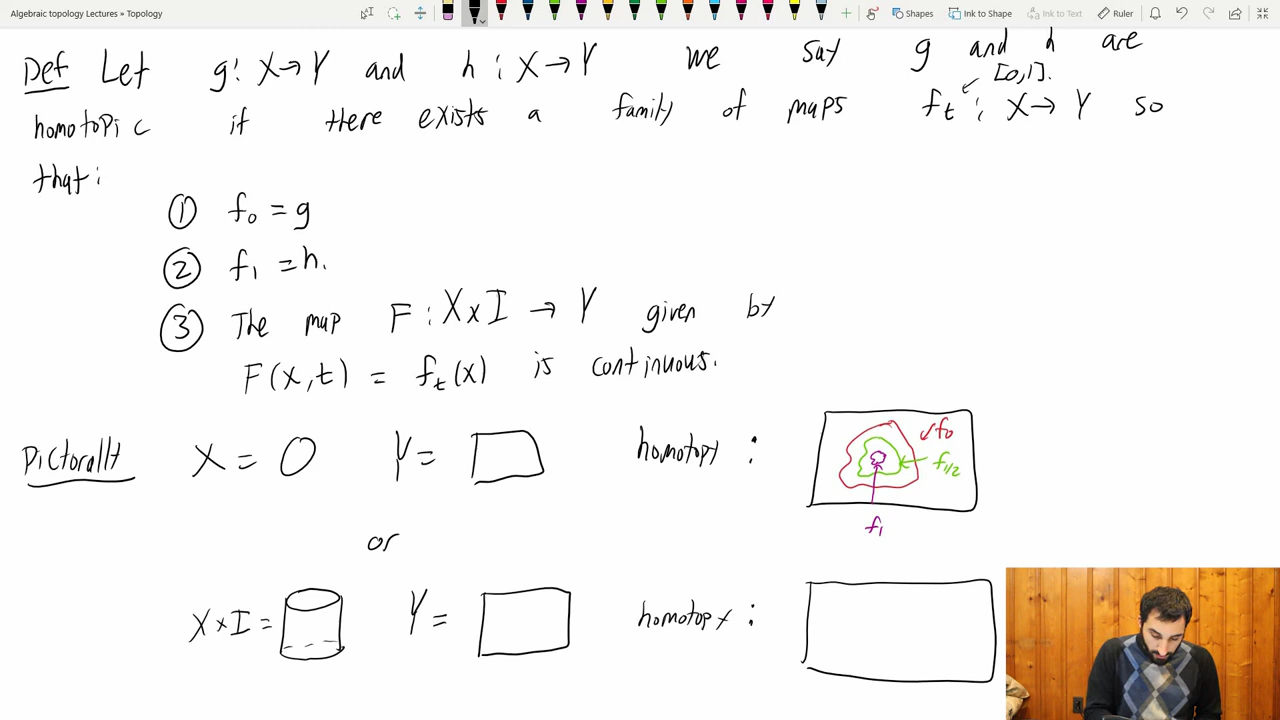 Algebraic topology Lectures » Topology
Shapes Ink to Shape Ink to Text Ruler
Def Let g: X→Y and h: X→Y we say g and h are
[0,1].
homotopic if there exists a family of maps f_t : X→Y so
that:
① f_0 = g
② f_1 = h.
③ The map F : X×I → Y given by
F(x,t) = f_t(x) is continuous.
Pictorally X = Y = homotopy :
f_0
f_1/2
f_1
or
X×I = Y = homotopy :